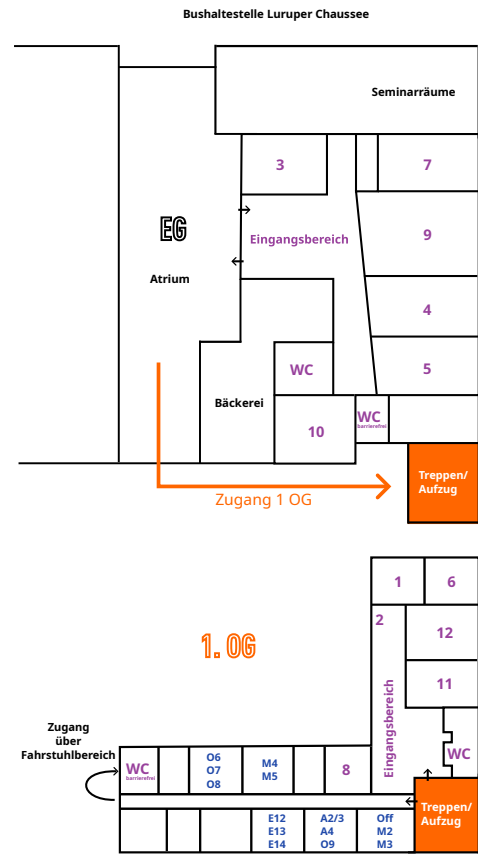 Bushaltestelle Luruper Chaussee
Seminarräume
3
7
EG
Eingangsbereich
9
Atrium
4
WC
5
Bäckerei
WC
barrierefrei
10
Treppen/
Aufzug
Zugang 1 OG
1
6
2
12
1. OG
11
Eingangsbereich
Zugang
über
Fahrstuhlbereich
WC
WC
barrierefrei
O6
O7
O8
M4
M5
8
Treppen/
Aufzug
E12
E13
E14
A2/3
A4
O9
Off
M2
M3